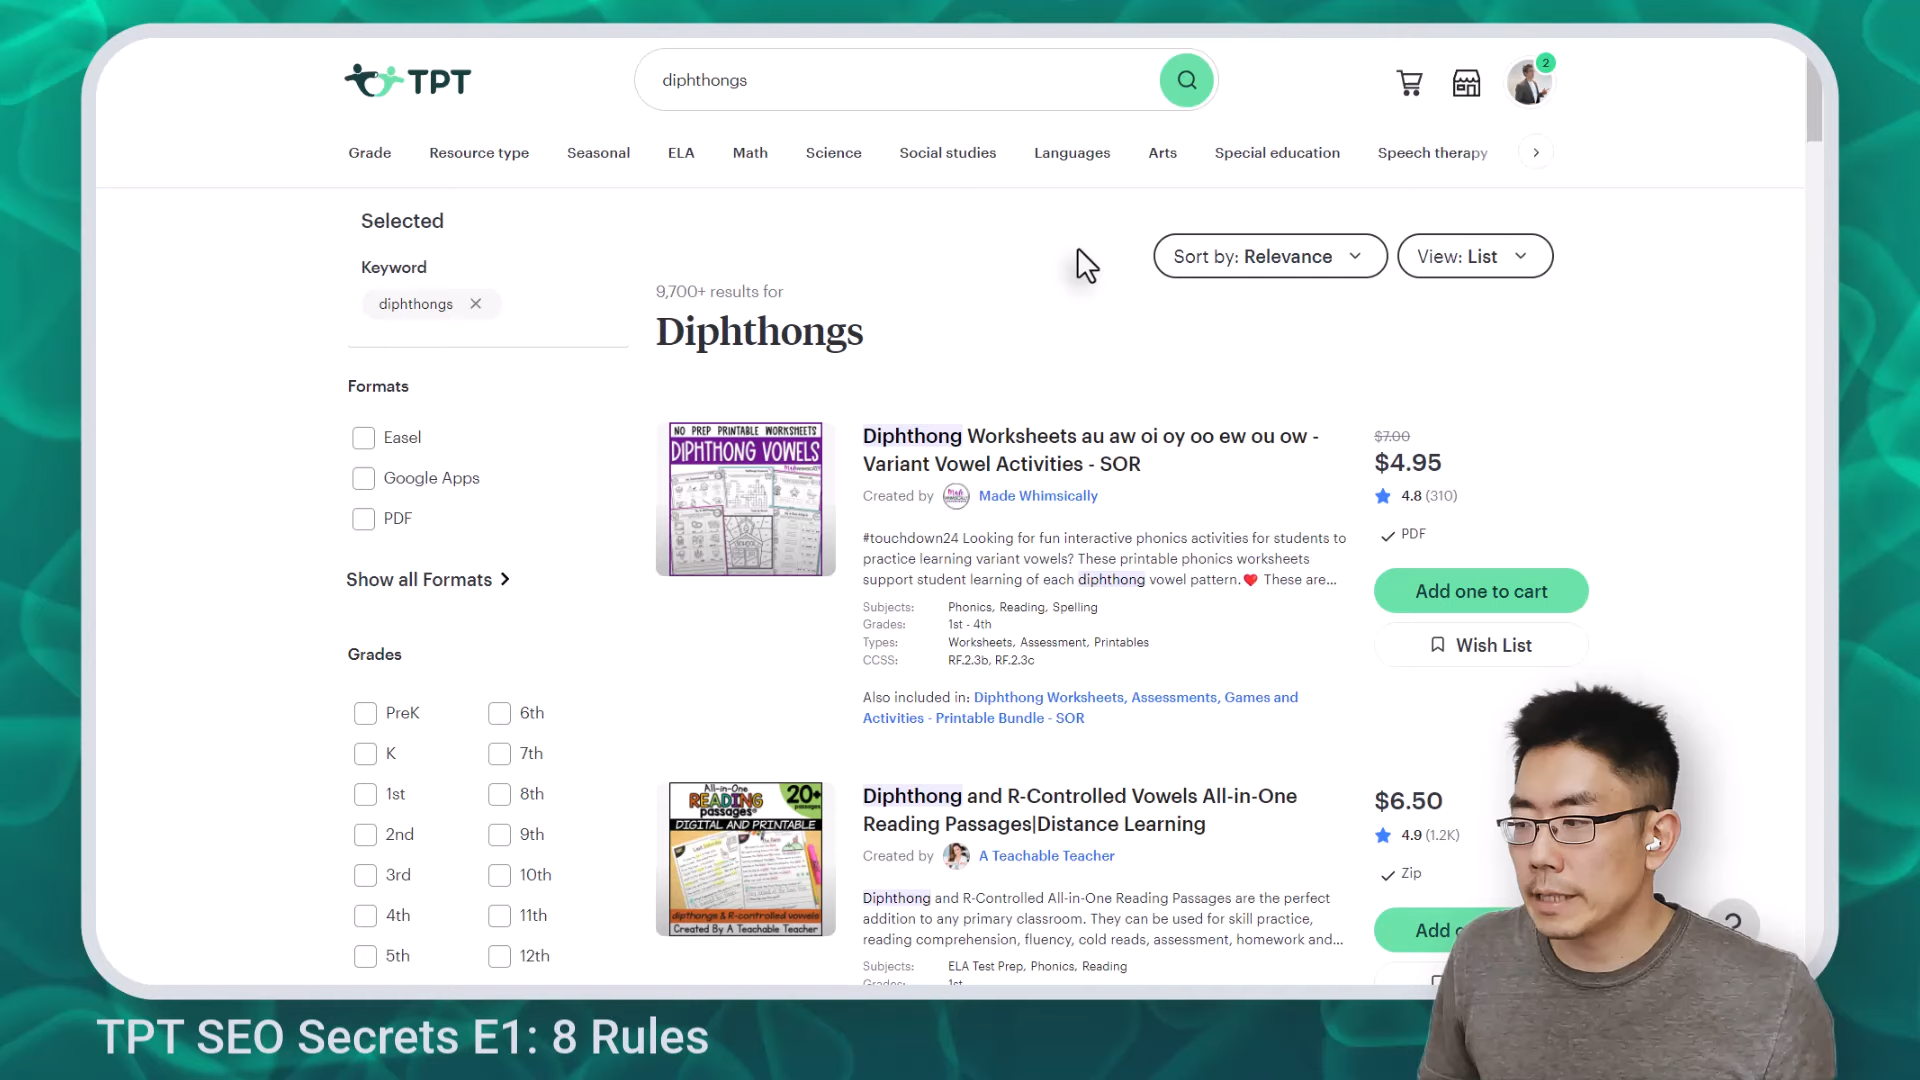 TPT
diphthongs
2
Grade Resource type Seasonal ELA Math Science Social studies Languages Arts Special education Speech therapy
Selected
Keyword
diphthongs
Formats
Easel
Google Apps
PDF
Show all Formats
Grades
PreK 6th
K 7th
1st 8th
2nd 9th
3rd 10th
4th 11th
5th 12th
Sort by: Relevance
View: List
9,700+ results for
Diphthongs
NO PREP PRINTABLE WORKSHEETS
DIPHTHONG VOWELS
Diphthong Worksheets au aw oi oy oo ew ou ow -
Variant Vowel Activities - SOR
Created by Made Whimsically
#touchdown24 Looking for fun interactive phonics activities for students to
practice learning variant vowels? These printable phonics worksheets
support student learning of each diphthong vowel pattern. These are...
Subjects: Phonics, Reading, Spelling
Grades: 1st - 4th
Types: Worksheets, Assessment, Printables
CCSS: RF.2.3b, RF.2.3c
Also included in: Diphthong Worksheets, Assessments, Games and
Activities - Printable Bundle - SOR
$7.00
$4.95
4.8 (310)
PDF
Add one to cart
Wish List
All-in-One
READING
passages
20+
passages
DIGITAL AND PRINTABLE
diphthongs & R-controlled vowels
Created By A Teachable Teacher
Diphthong and R-Controlled Vowels All-in-One
Reading Passages|Distance Learning
Created by A Teachable Teacher
Diphthong and R-Controlled All-in-One Reading Passages are the perfect
addition to any primary classroom. They can be used for skill practice,
reading comprehension, fluency, cold reads, assessment, homework and...
Subjects: ELA Test Prep, Phonics, Reading
Grades: 1st
$6.50
4.9 (1.2K)
Zip
Add
?
TPT SEO Secrets E1: 8 Rules